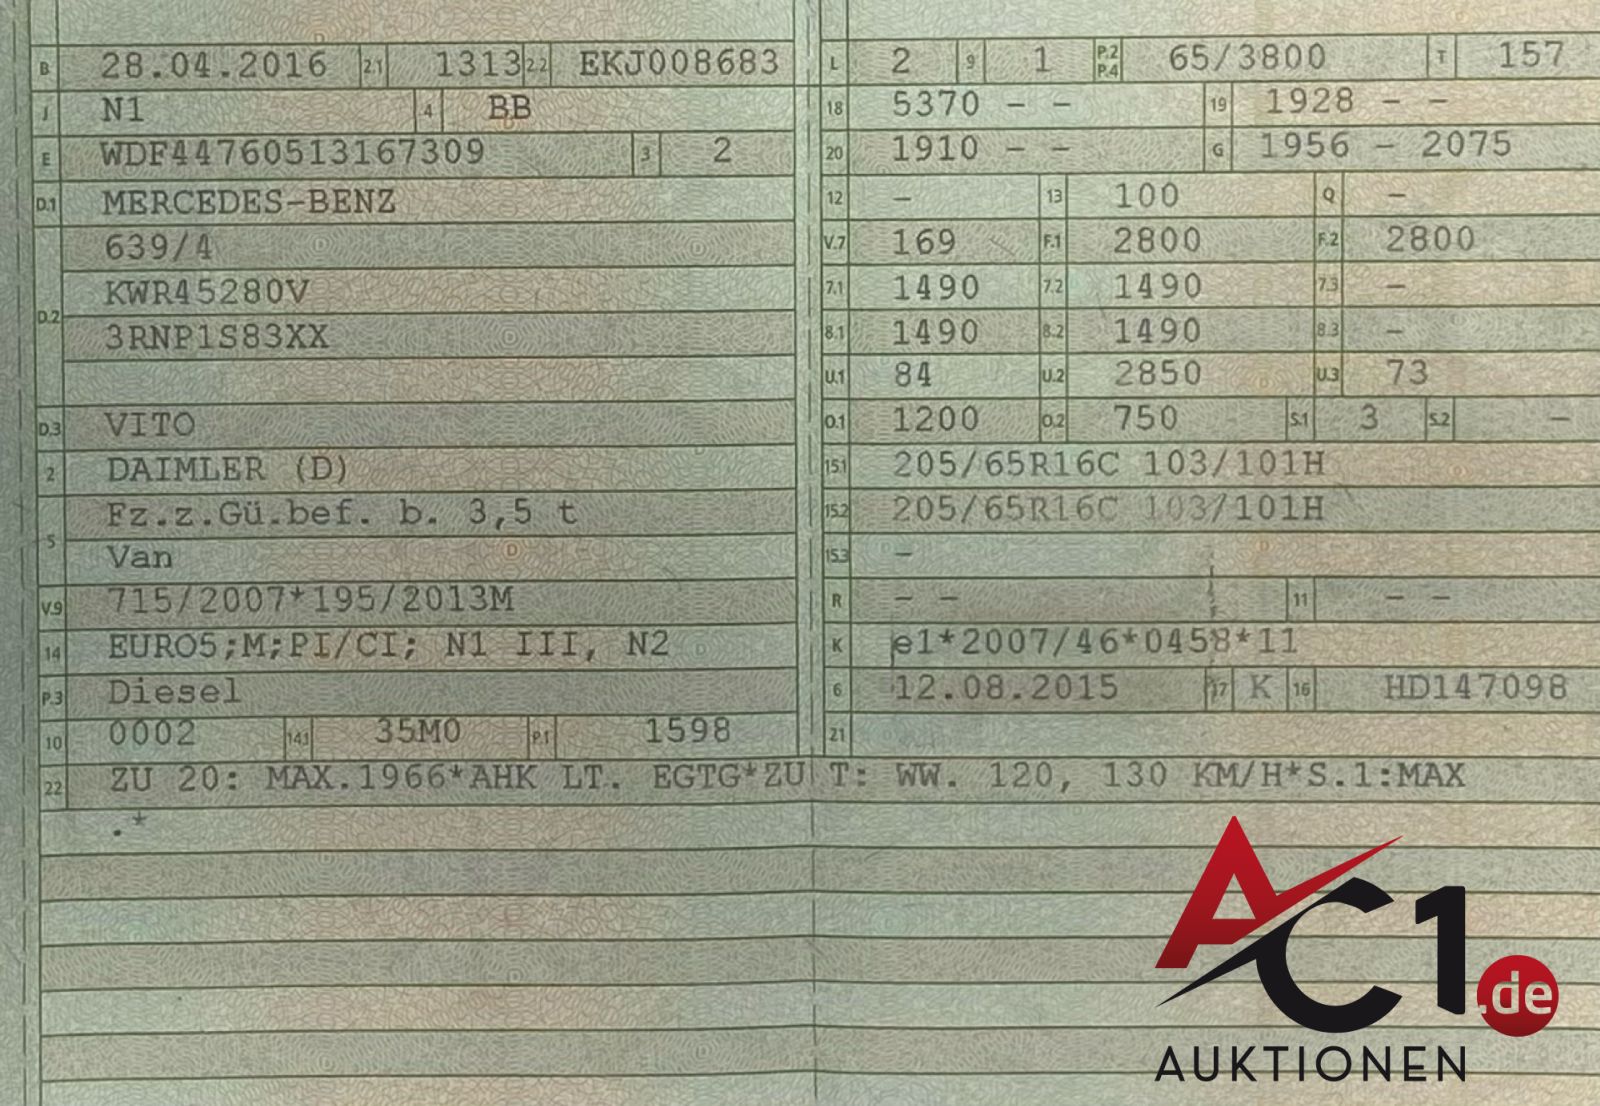 B 28.04.2016 2.1 1313 2.2 EKJ008683
J N1 4 BB
E WDF44760513167309 3 2
D.1 MERCEDES-BENZ
639/4
KWR45280V
D.2
3RNP1S83XX
D.3 VITO
2 DAIMLER (D)
Fz.z.Gü.bef. b. 3,5 t
5
Van
V.9 715/2007*195/2013M
14 EURO5;M;PI/CI; N1 III, N2
P.3 Diesel
10 0002 14.1 35M0 P.1 1598
L 2 9 1 P.2 P.4 65/3800 T 157
18 5370 - - 19 1928 - -
20 1910 - - G 1956 - 2075
12 - 13 100 Q -
V.7 169 F.1 2800 F.2 2800
7.1 1490 7.2 1490 7.3 -
8.1 1490 8.2 1490 8.3 -
U.1 84 U.2 2850 U.3 73
O.1 1200 O.2 750 S.1 3 S.2 -
15.1 205/65R16C 103/101H
15.2 205/65R16C 103/101H
15.3 -
R - - 11 - -
K e1*2007/46*0458*11
6 12.08.2015 17 K 16 HD147098
21
22 ZU 20: MAX.1966*AHK LT. EGTG*ZU T: WW. 120, 130 KM/H*S.1:MAX
.*
AC1.de
AUKTIONEN